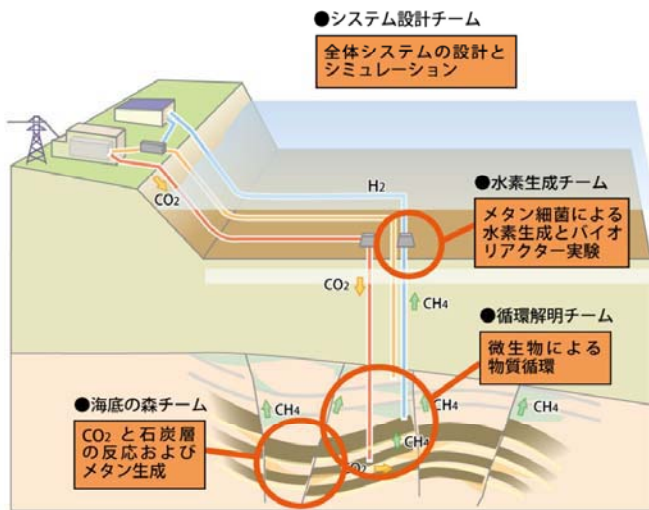 ●システム設計チーム
全体システムの設計と
シミュレーション
H2
CO2
●水素生成チーム
メタン細菌による
水素生成とバイオ
リアクター実験
CO2
CH4
●循環解明チーム
微生物による
物質循環
●海底の森チーム
CO2 と石炭層
の反応および
メタン生成
CH4
CH4
CH4
CH4
CO2